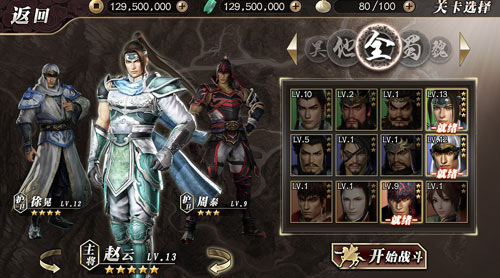 返回
129,500,000
129,500,000
80/100
关卡选择
吴 他 全 蜀 魏
LV.10 LV.2 LV.1 LV.13
就绪
LV.5 LV.1 LV.1 LV.12
就绪
LV.1 LV.1 LV.9 LV.1
就绪
护卫 徐晃 LV.12
护卫 周泰 LV.9
主将 赵云 LV.13
开始战斗